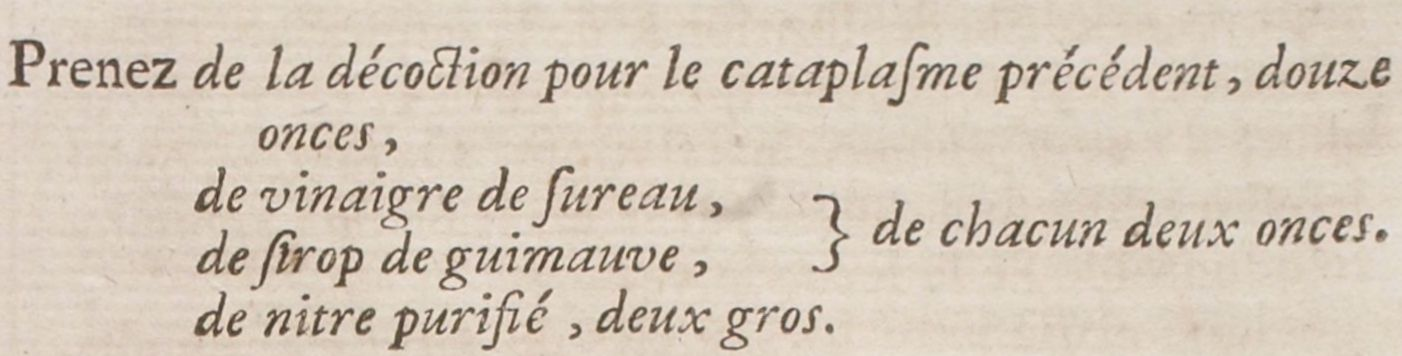 Prenez de la décoction pour le cataplaſme précédent, douze
onces,
de vinaigre de ſureau,
de ſirop de guimauve, } de chacun deux onces.
de nitre purifié, deux gros.